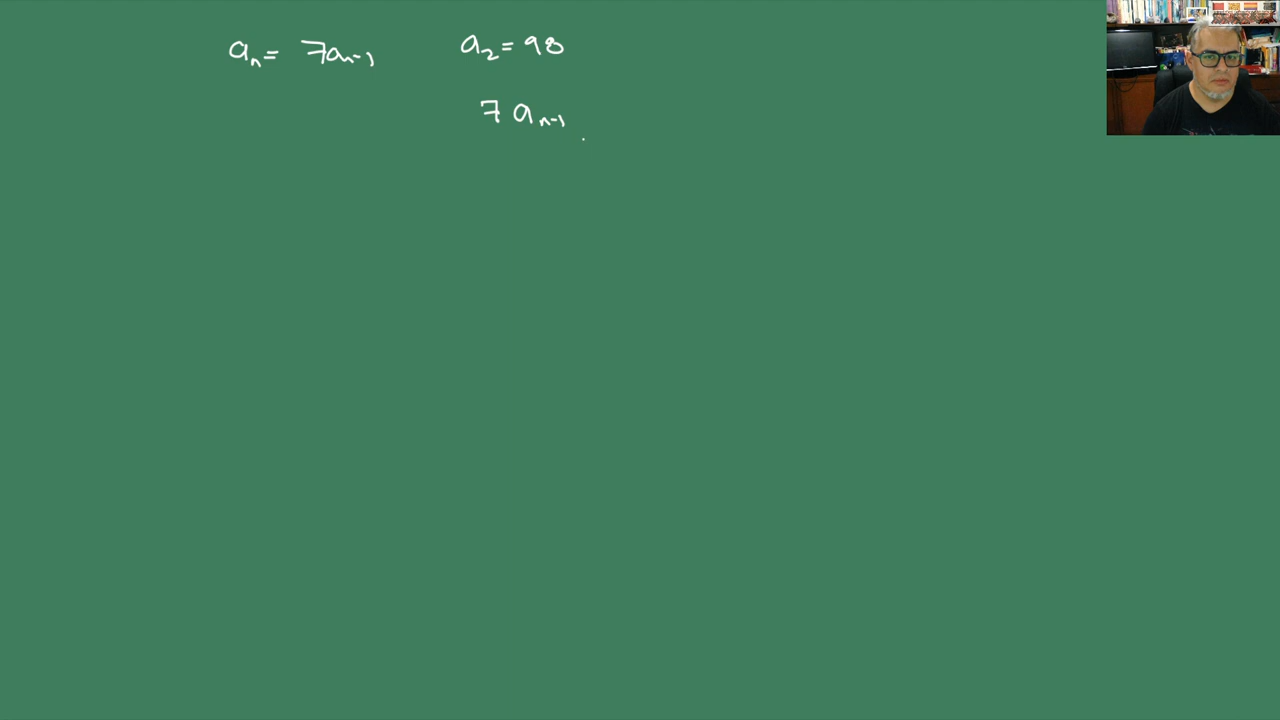 aₙ = 7aₙ₋₁ a₂ = 98
7 aₙ₋₁